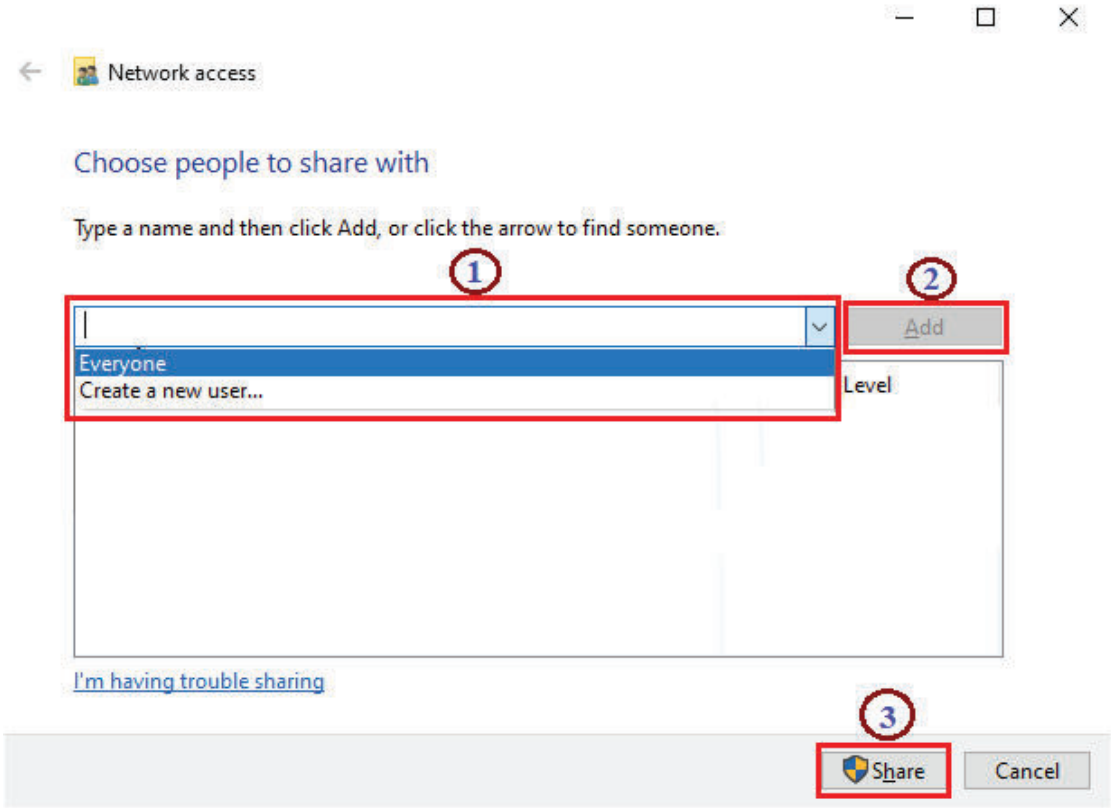 Network access
Choose people to share with
Type a name and then click Add, or click the arrow to find someone.
1
2
Add
Everyone
Create a new user...
Level
I'm having trouble sharing
3
Share
Cancel